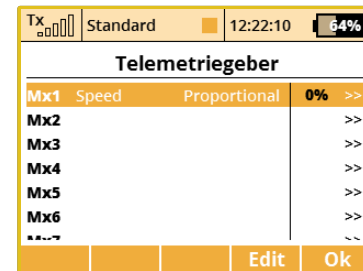 Tx Standard 12:22:10 64%
Telemetriegeber
Mx1 Speed Proportional 0% >>
Mx2 >>
Mx3 >>
Mx4 >>
Mx5 >>
Mx6 >>
Edit Ok